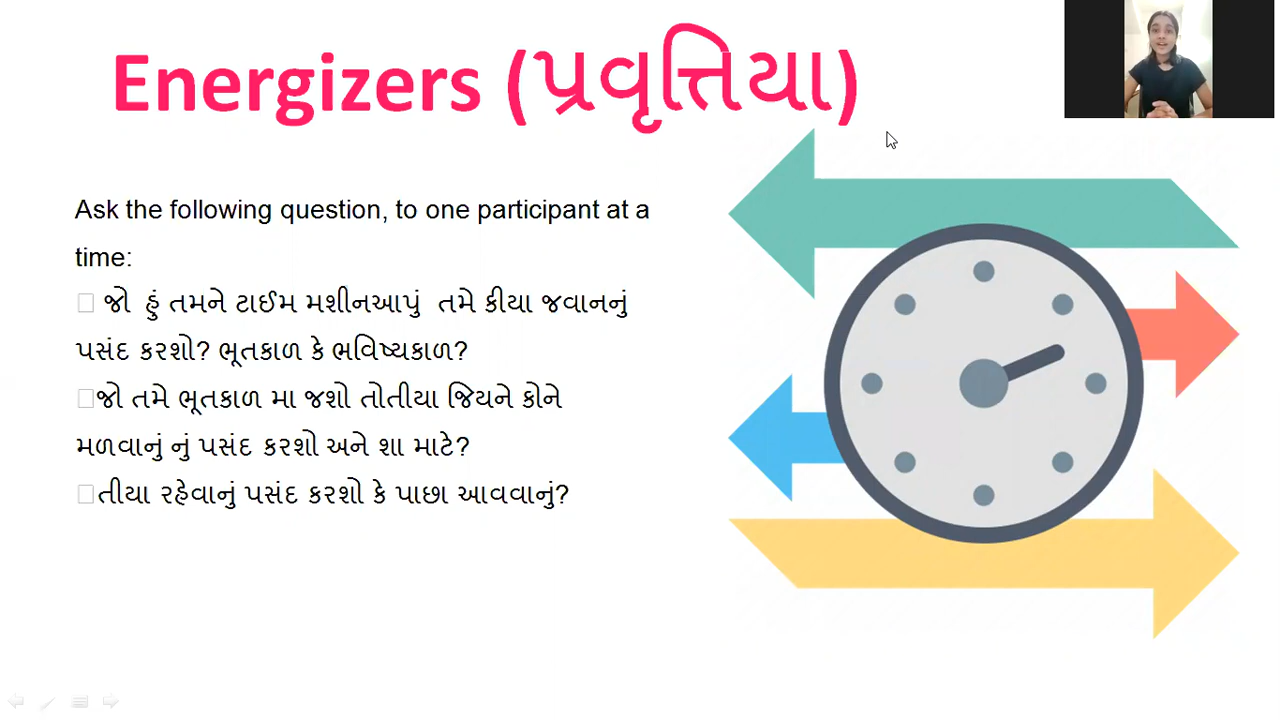 Energizers (પ્રવૃત્તિયા)
Ask the following question, to one participant at a
time:
જો હું તમને ટાઈમ મશીનઆપું તમે કીયા જવાનનું
પસંદ કરશો? ભૂતકાળ કે ભવિષ્યકાળ?
જો તમે ભૂતકાળ મા જશો તોતીયા જિયને કોને
મળવાનું નું પસંદ કરશો અને શા માટે?
તીયા રહેવાનું પસંદ કરશો કે પાછા આવવાનું?